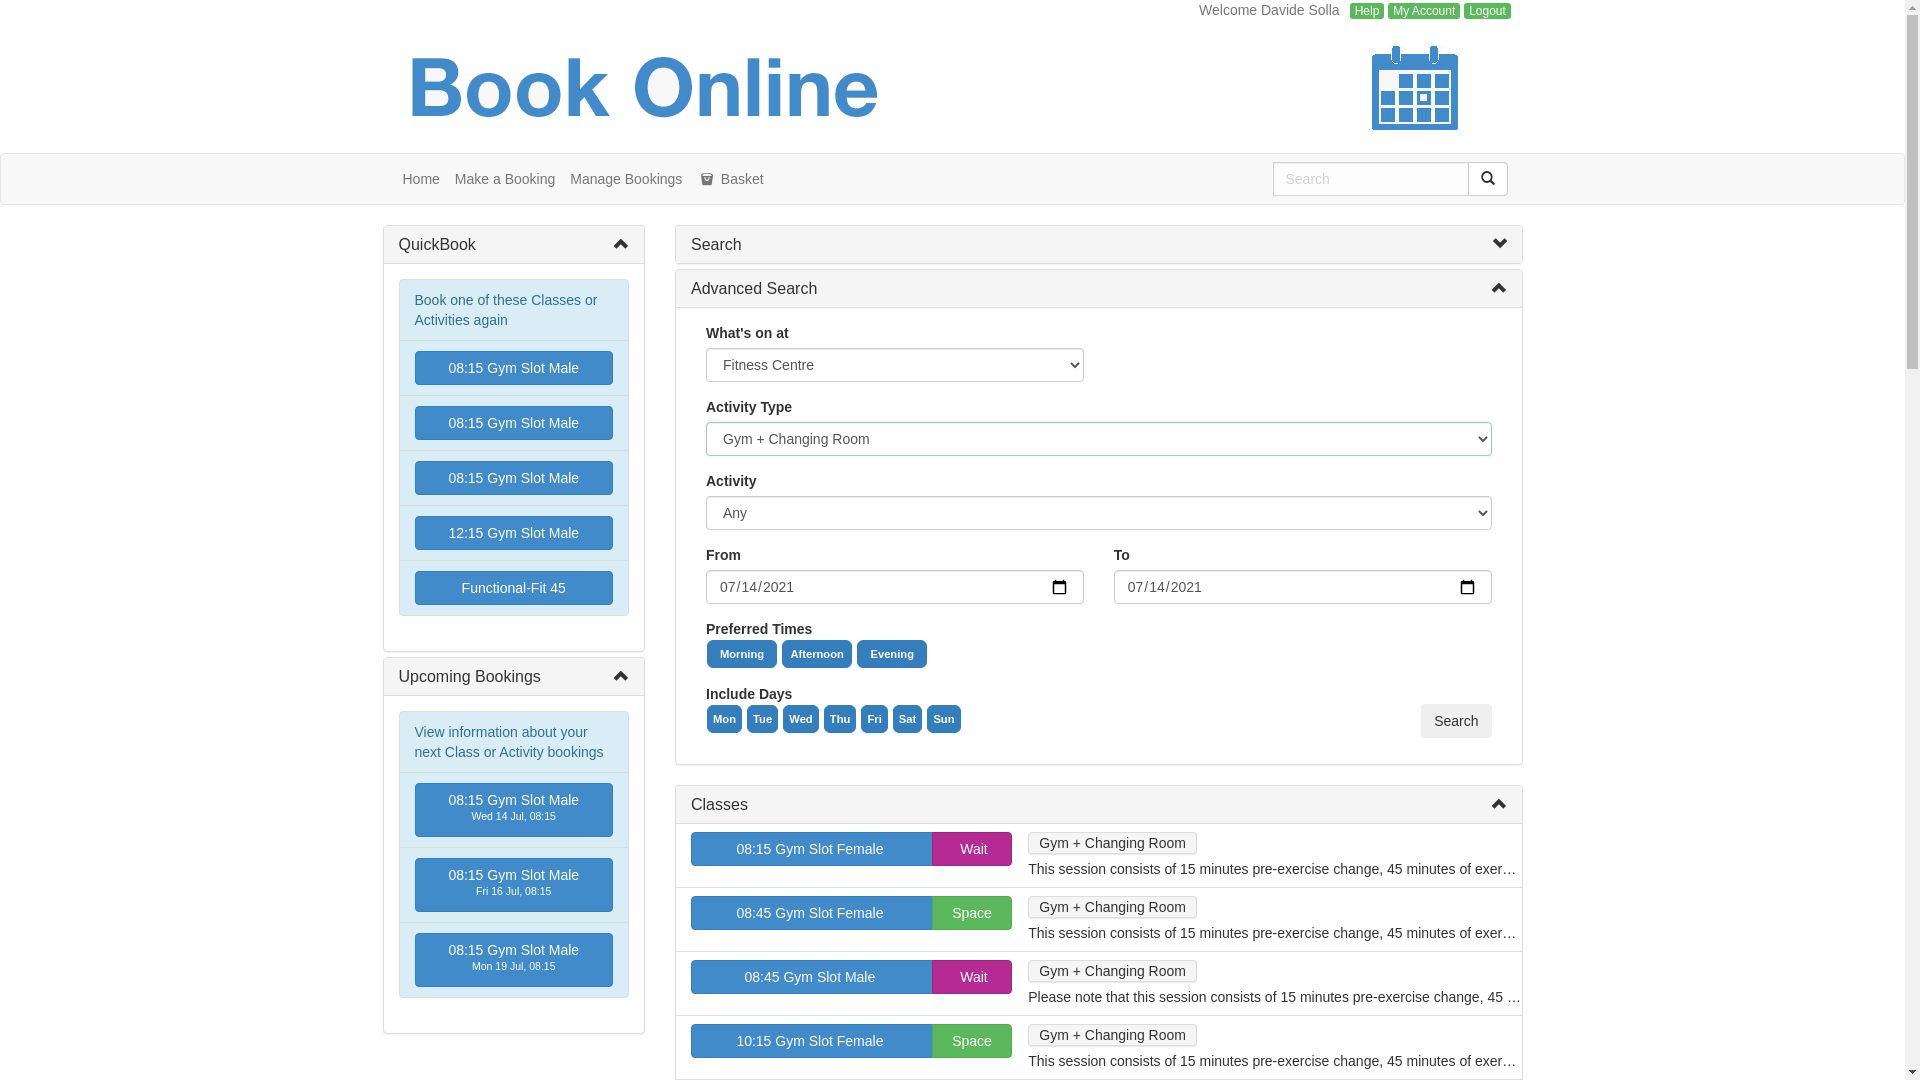 Welcome Davide Solla Help My Account Logout
Book Online
Home Make a Booking Manage Bookings Basket Search
QuickBook
Book one of these Classes or
Activities again
08:15 Gym Slot Male
08:15 Gym Slot Male
08:15 Gym Slot Male
12:15 Gym Slot Male
Functional-Fit 45
Upcoming Bookings
View information about your
next Class or Activity bookings
08:15 Gym Slot Male
Wed 14 Jul, 08:15
08:15 Gym Slot Male
Fri 16 Jul, 08:15
08:15 Gym Slot Male
Mon 19 Jul, 08:15
Search
Advanced Search
What's on at
Fitness Centre
Activity Type
Gym + Changing Room
Activity
Any
From To
07/14/2021 07/14/2021
Preferred Times
Morning Afternoon Evening
Include Days
Mon Tue Wed Thu Fri Sat Sun Search
Classes
08:15 Gym Slot Female Wait Gym + Changing Room
This session consists of 15 minutes pre-exercise change, 45 minutes of exer…
08:45 Gym Slot Female Space Gym + Changing Room
This session consists of 15 minutes pre-exercise change, 45 minutes of exer…
08:45 Gym Slot Male Wait Gym + Changing Room
Please note that this session consists of 15 minutes pre-exercise change, 45 …
10:15 Gym Slot Female Space Gym + Changing Room
This session consists of 15 minutes pre-exercise change, 45 minutes of exer…